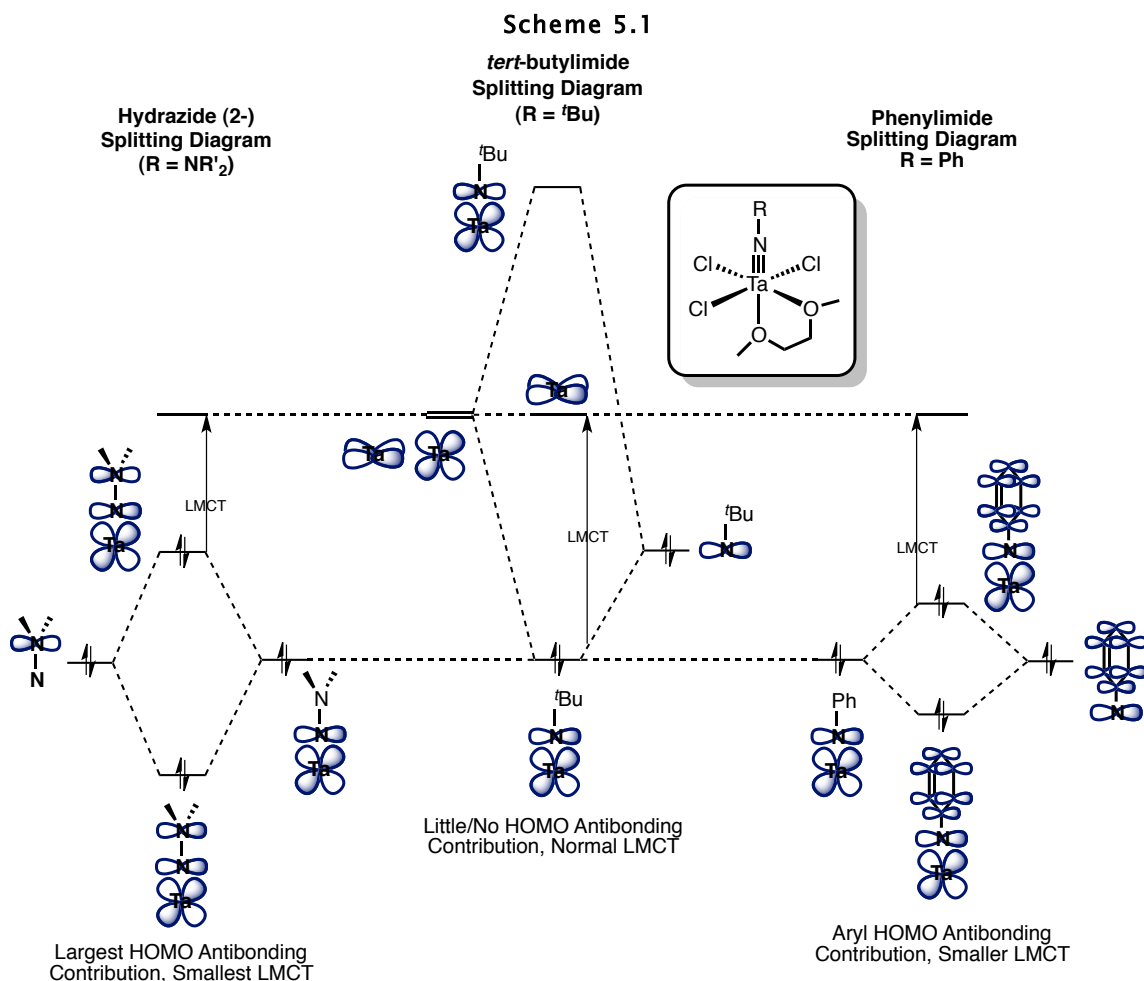 Scheme 5.1
tert-butylimide
Splitting Diagram
(R = tBu)
Hydrazide (2-)
Splitting Diagram
(R = NR'2)
Phenylimide
Splitting Diagram
R = Ph
tBu
N
Ta
R
N
Cl
Cl
Ta
Cl
O
O
Ta
Ta
Ta
N
N
Ta
LMCT
LMCT
LMCT
tBu
N
N
Ta
N
N
N
N
N
Ta
tBu
N
Ta
Ph
N
Ta
N
N
Ta
N
Ta
Little/No HOMO Antibonding
Contribution, Normal LMCT
Largest HOMO Antibonding
Contribution, Smallest LMCT
Aryl HOMO Antibonding
Contribution, Smaller LMCT